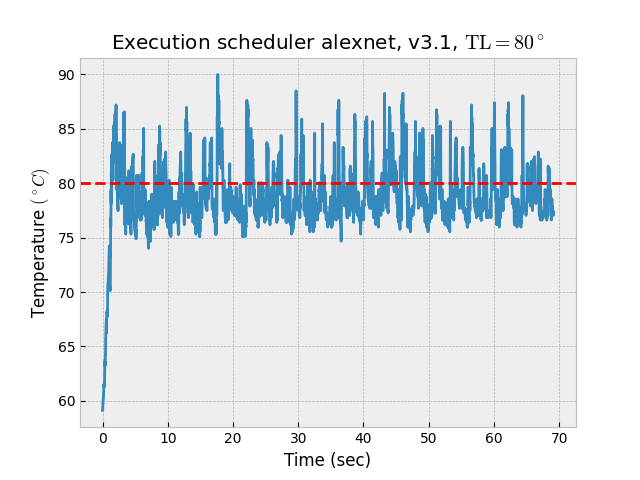 Execution scheduler alexnet, v3.1, TL = 80°
90
85
80
75
70
65
60
Temperature (°C)
0 10 20 30 40 50 60 70
Time (sec)